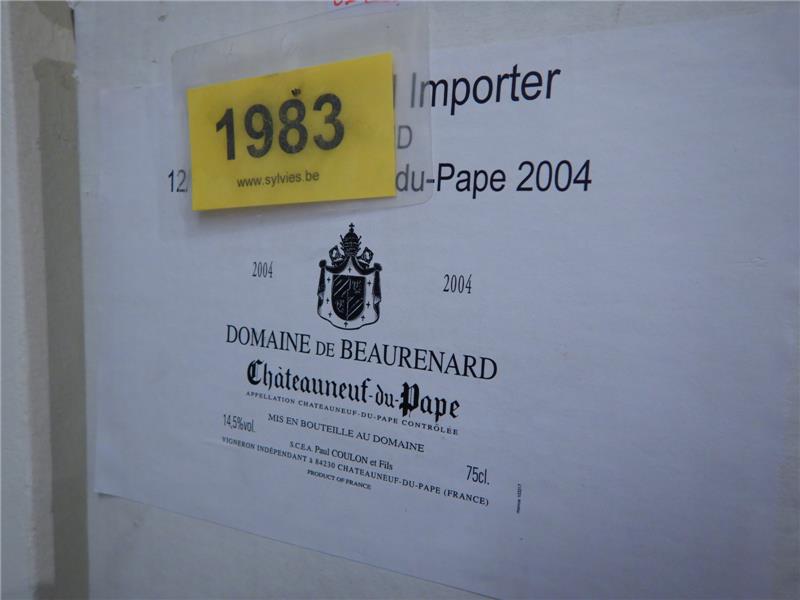 1983
www.sylvies.be
Importer
D
12
du-Pape 2004
2004
2004
DOMAINE DE BEAURENARD
Châteauneuf-du-Pape
APPELLATION CHATEAUNEUF-DU-PAPE CONTRÔLÉE
14,5%vol.
MIS EN BOUTEILLE AU DOMAINE
S.C.E.A. Paul COULON et Fils
75cl.
VIGNERON INDÉPENDANT à 84230 CHATEAUNEUF-DU-PAPE (FRANCE)
PRODUCT OF FRANCE